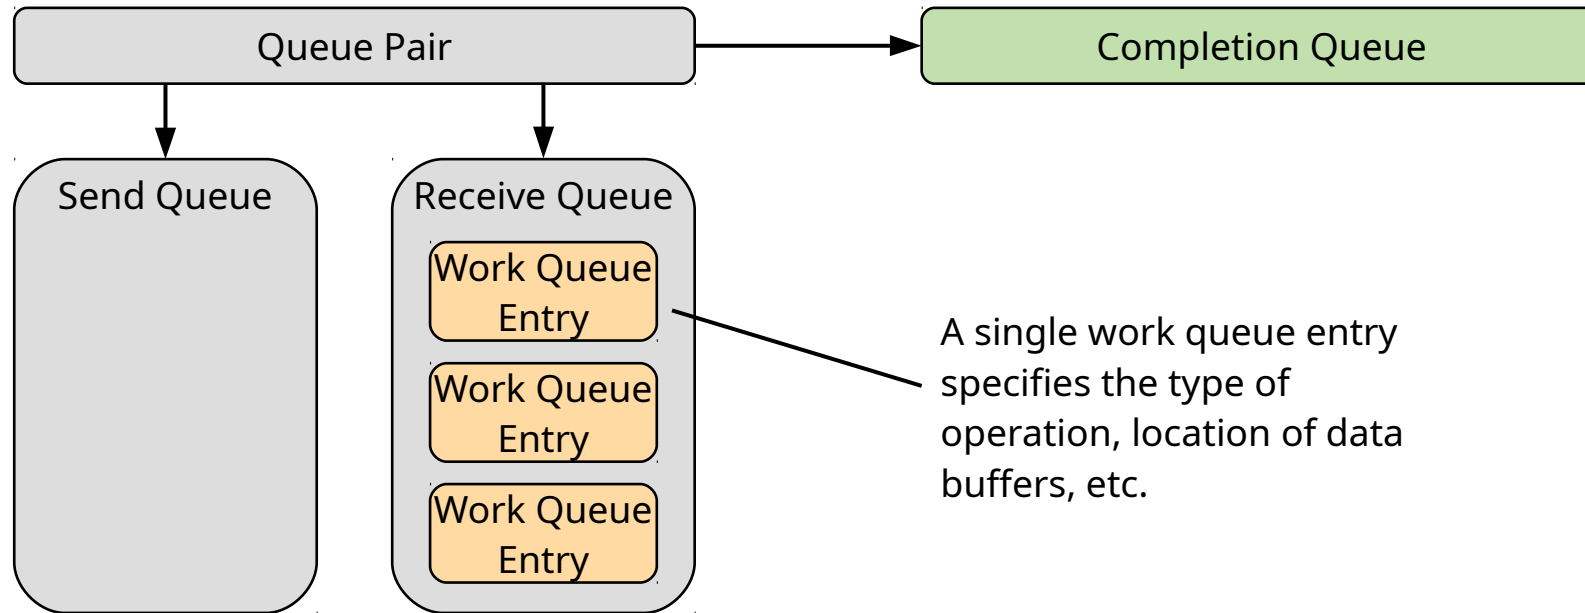 Queue Pair
Completion Queue
Send Queue
Receive Queue
Work Queue
Entry
Work Queue
Entry
Work Queue
Entry
A single work queue entry
specifies the type of
operation, location of data
buffers, etc.